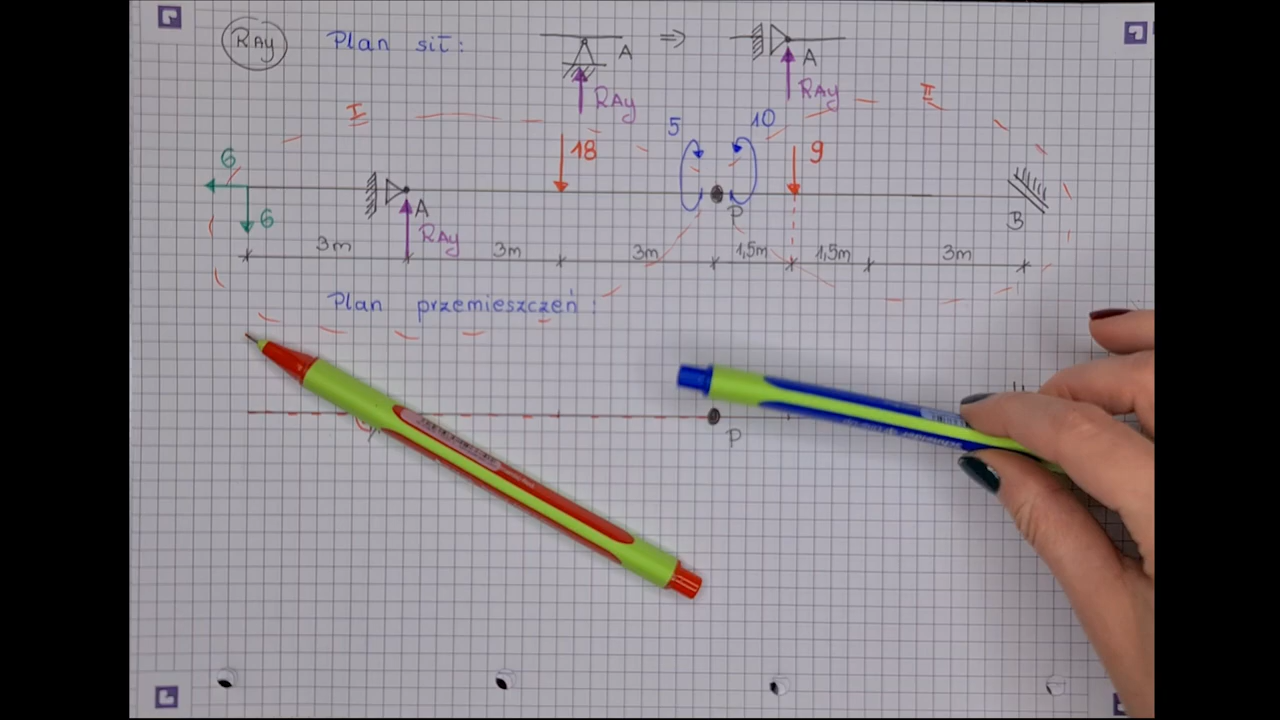 RAy Plan sił: A ⇒ A
RAy RAy
I II
5 10
6 18 9
6 A P B
RAy
3m 3m 3m 1,5m 1,5m 3m
Plan przemieszczeń:
P